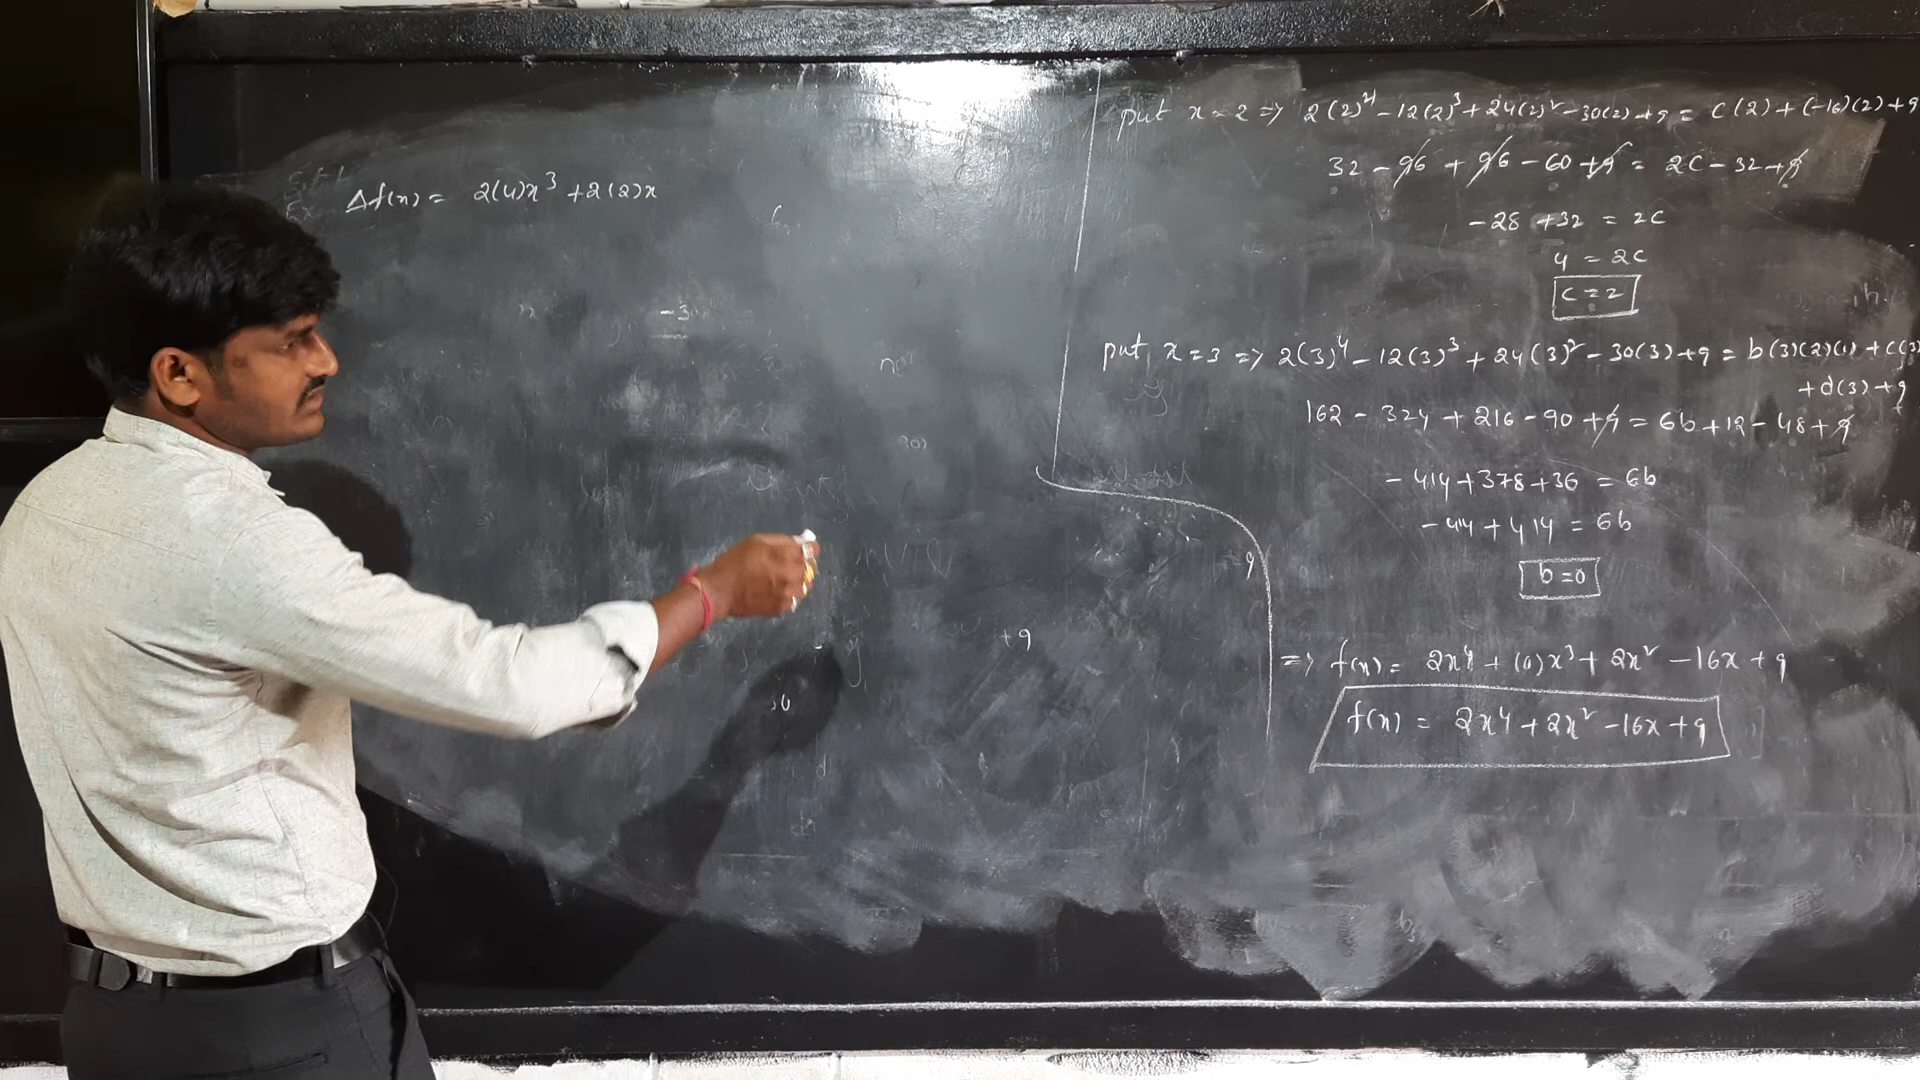 Δf(x) = 2(4)x³ + 2(2)x
put x = 2 => 2(2)⁴ - 12(2)³ + 24(2)² - 30(2) + 9 = C(2) + (-16)(2) + 9
32 - 96 + 96 - 60 + 9 = 2C - 32 + 9
-28 + 32 = 2C
4 = 2C
C = 2
put x = 3 => 2(3)⁴ - 12(3)³ + 24(3)² - 30(3) + 9 = b(3)(2)(1) + C(3)
+ d(3) + 9
162 - 324 + 216 - 90 + 9 = 6b + 12 - 48 + 9
- 414 + 378 + 36 = 6b
-414 + 414 = 6b
b = 0
=> f(x) = 2x⁴ + (0)x³ + 2x² - 16x + 9
f(x) = 2x⁴ + 2x² - 16x + 9
-3
+9
9